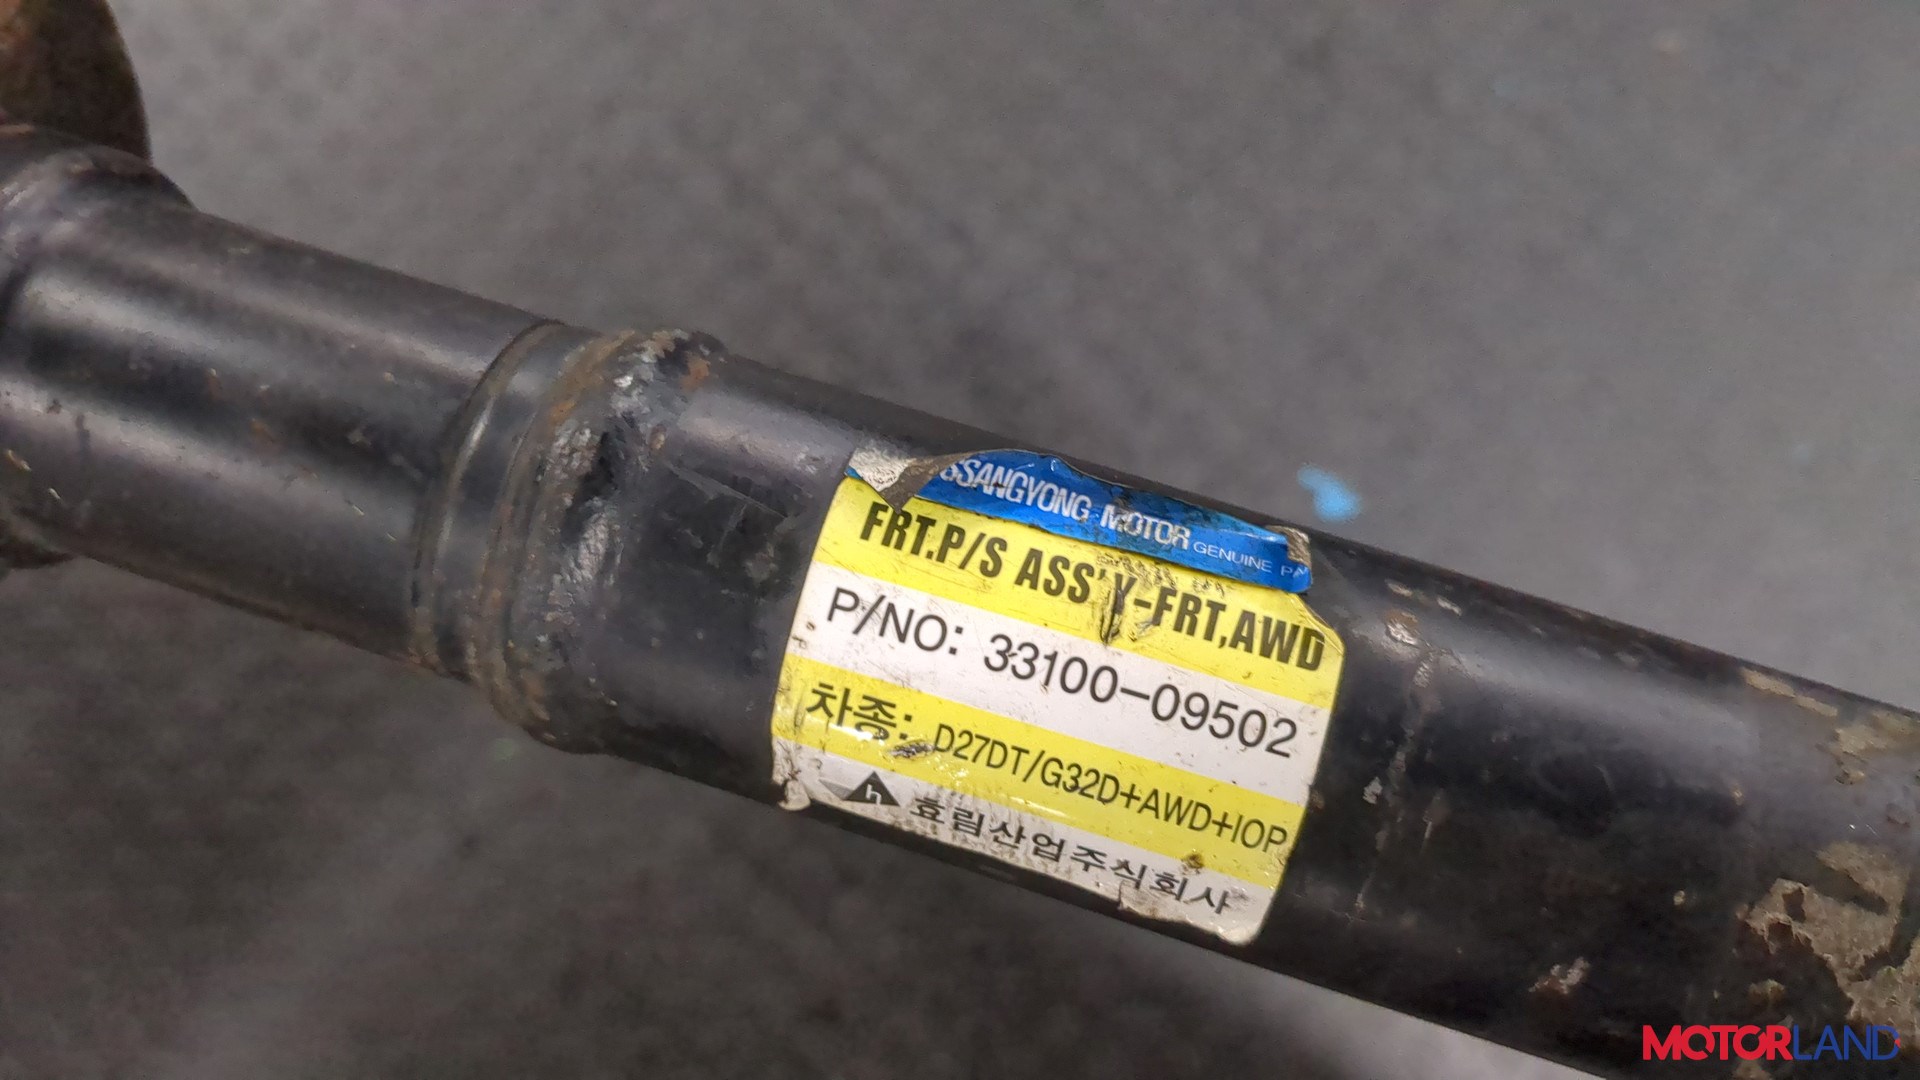 SSANGYONG MOTOR GENUINE
FRT.P/S ASS'Y-FRT,AWD
P/NO: 33100-09502
차종: D27DT/G32D+AWD+IOP
h 효림산업주식회사
MOTORLAND